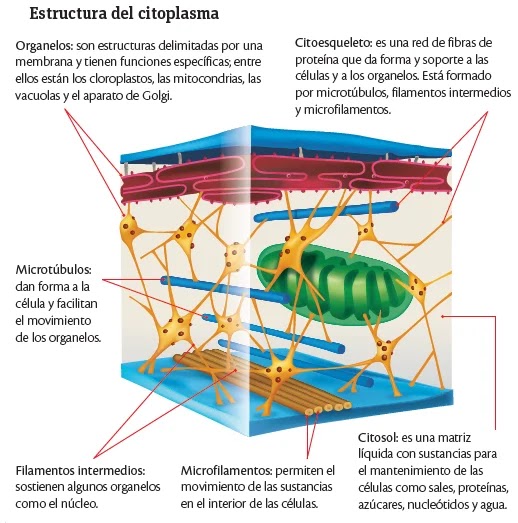 Estructura del citoplasma
Organelos: son estructuras delimitadas por una
membrana y tienen funciones específicas; entre
ellos están los cloroplastos, las mitocondrias, las
vacuolas y el aparato de Golgi.
Citoesqueleto: es una red de fibras de
proteína que da forma y soporte a las
células y a los organelos. Está formado
por microtúbulos, filamentos intermedios
y microfilamentos.
Microtúbulos:
dan forma a la
célula y facilitan
el movimiento
de los organelos.
Filamentos intermedios:
sostienen algunos organelos
como el núcleo.
Microfilamentos: permiten el
movimiento de las sustancias
en el interior de las células.
Citosol: es una matriz
líquida con sustancias para
el mantenimiento de las
células como sales, proteínas,
azúcares, nucleótidos y agua.